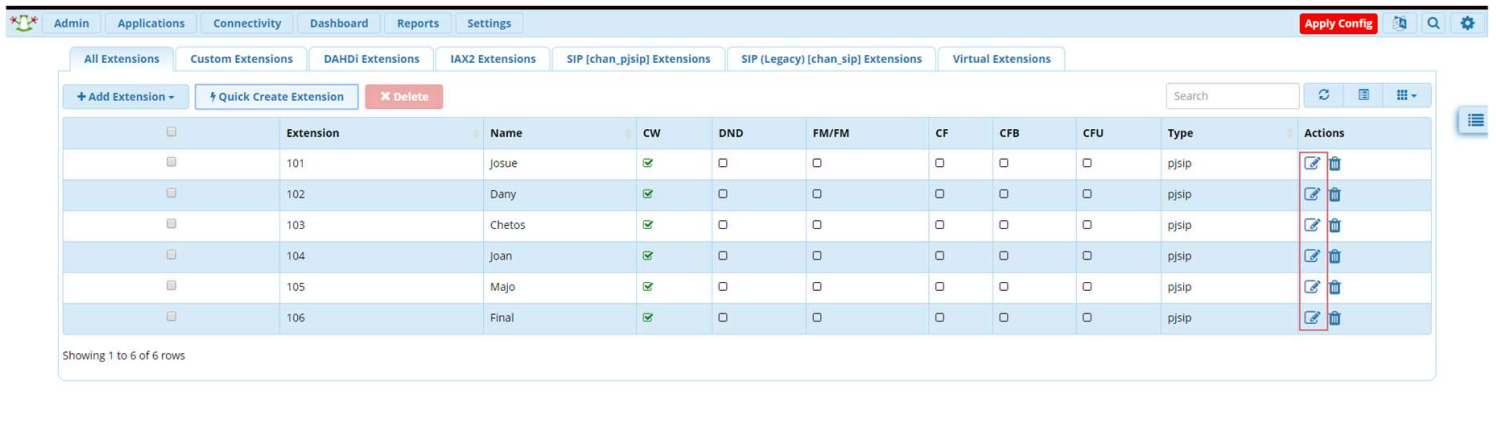 Admin Applications Connectivity Dashboard Reports Settings Apply Config
All Extensions Custom Extensions DAHDi Extensions IAX2 Extensions SIP [chan_pjsip] Extensions SIP (Legacy) [chan_sip] Extensions Virtual Extensions
+ Add Extension Quick Create Extension × Delete Search
Extension Name CW DND FM/FM CF CFB CFU Type Actions
101 Josue pjsip
102 Dany pjsip
103 Chetos pjsip
104 Joan pjsip
105 Majo pjsip
106 Final pjsip
Showing 1 to 6 of 6 rows